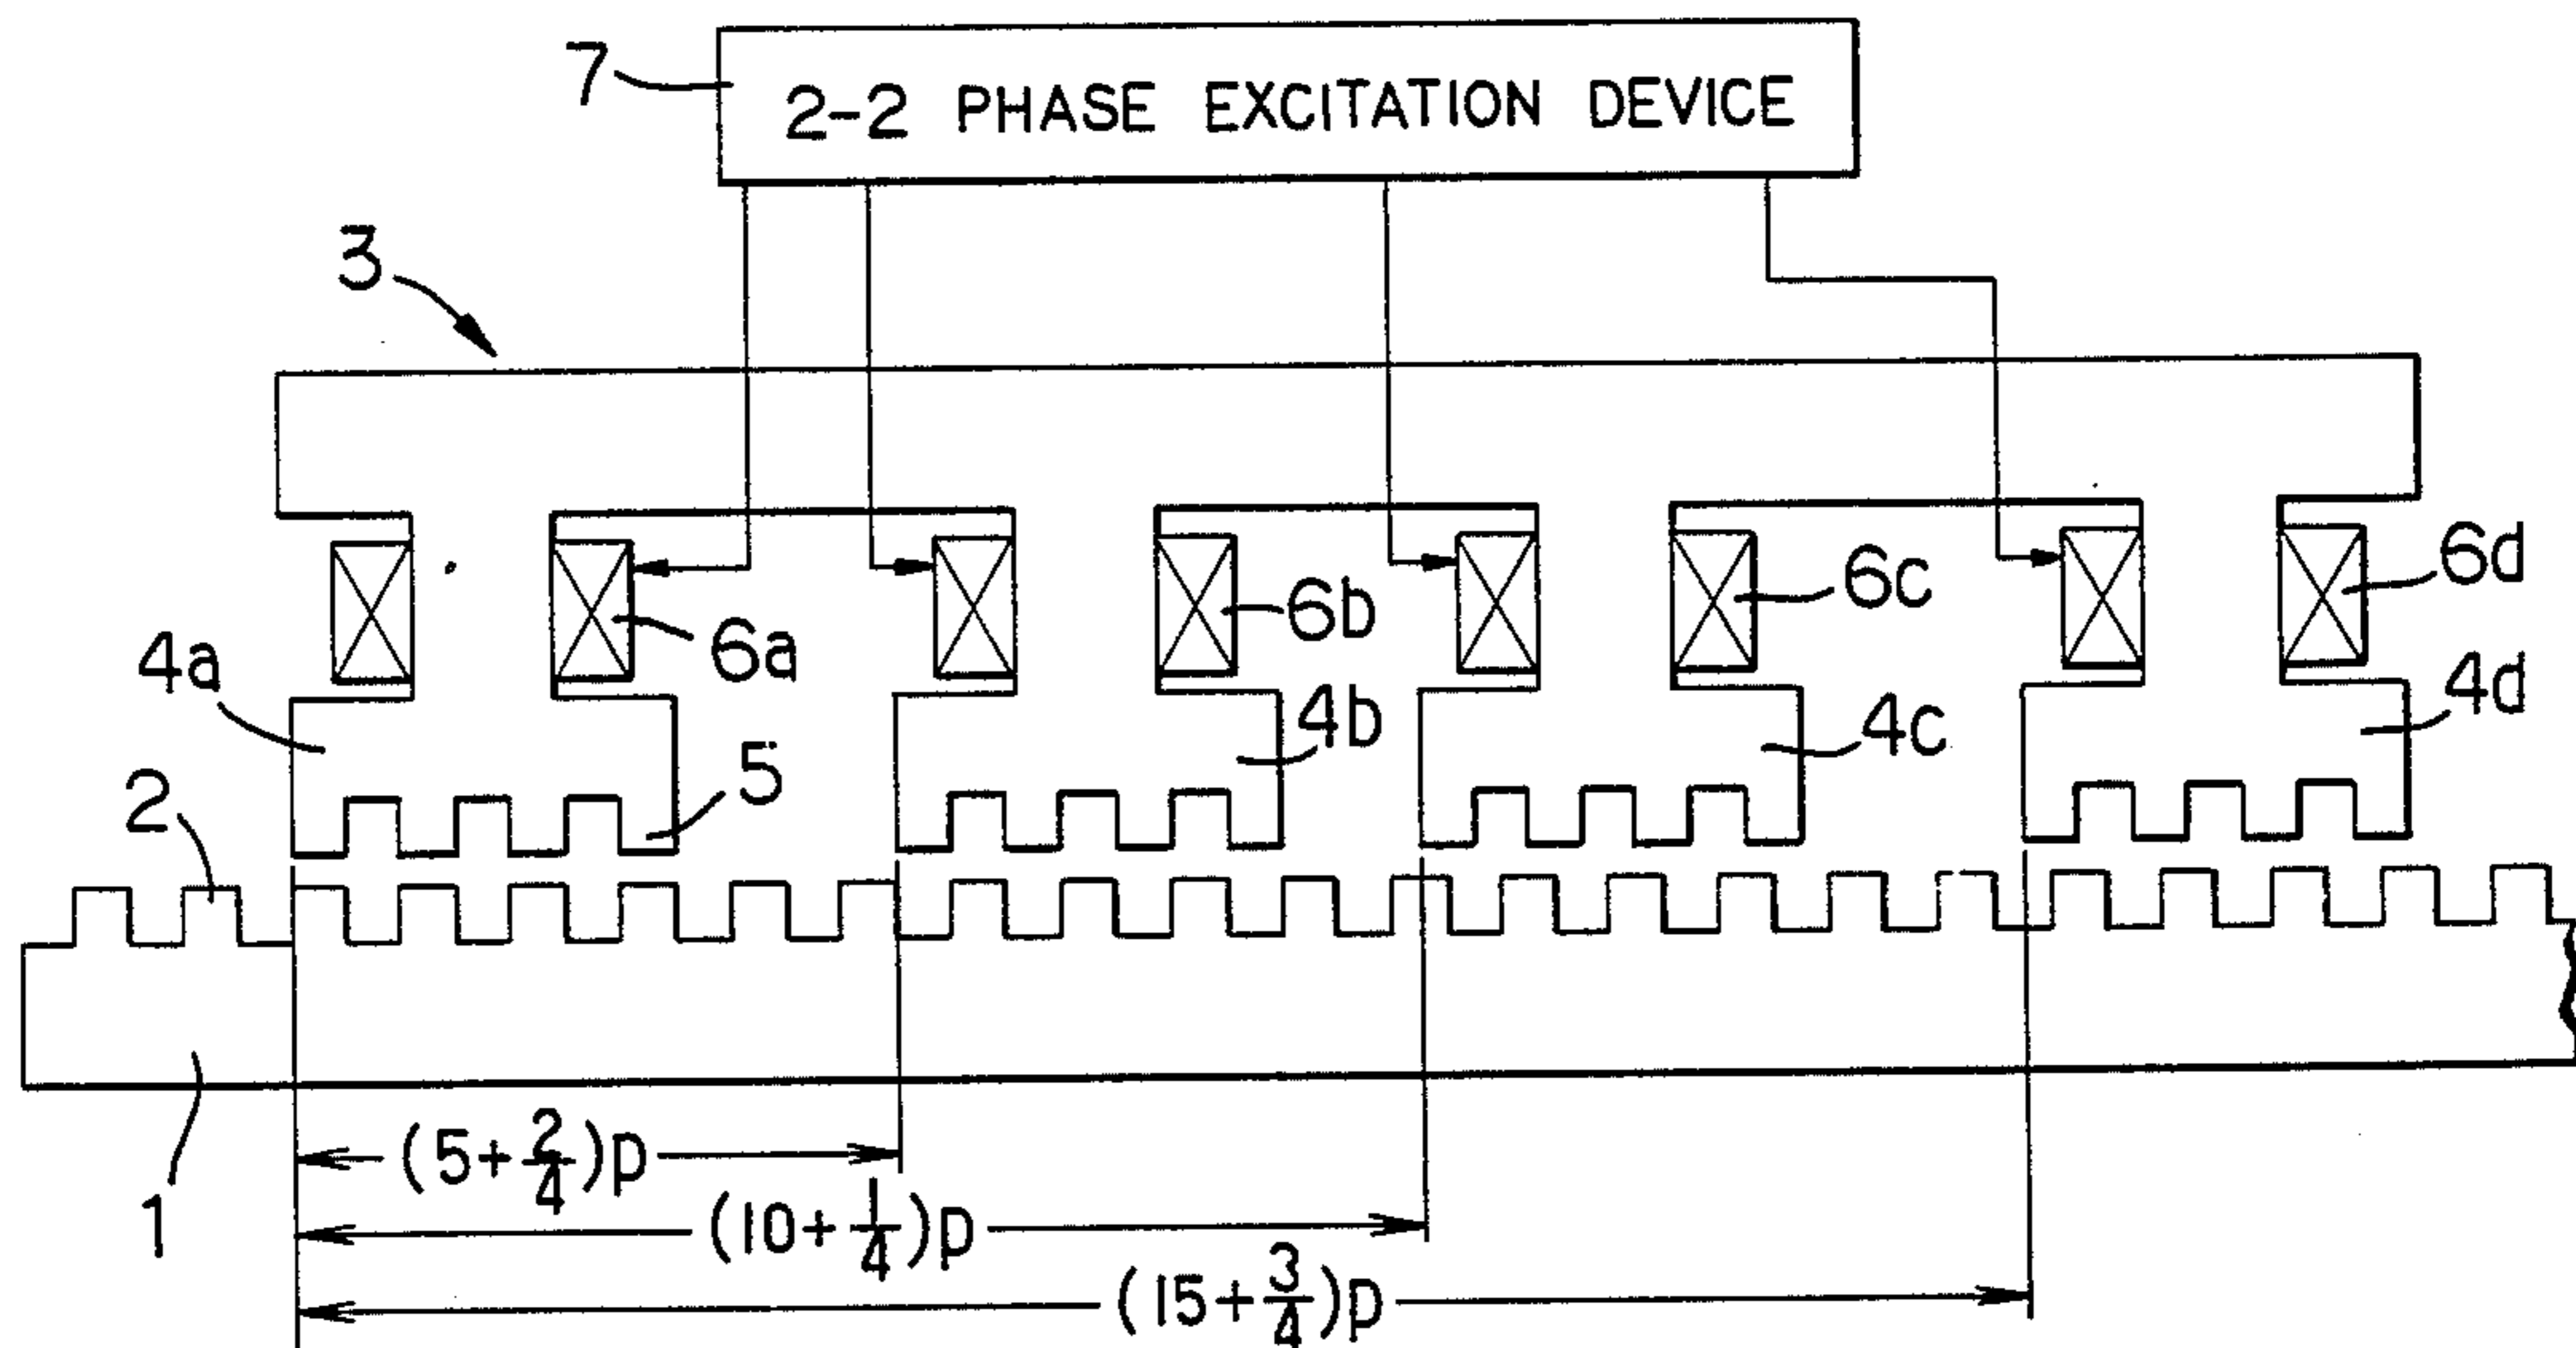 7
2-2 PHASE EXCITATION DEVICE
3
6a
6b
6c
6d
4a
4b
4c
4d
5
2
1
(5+2/4)p
(10+1/4)p
(15+3/4)p